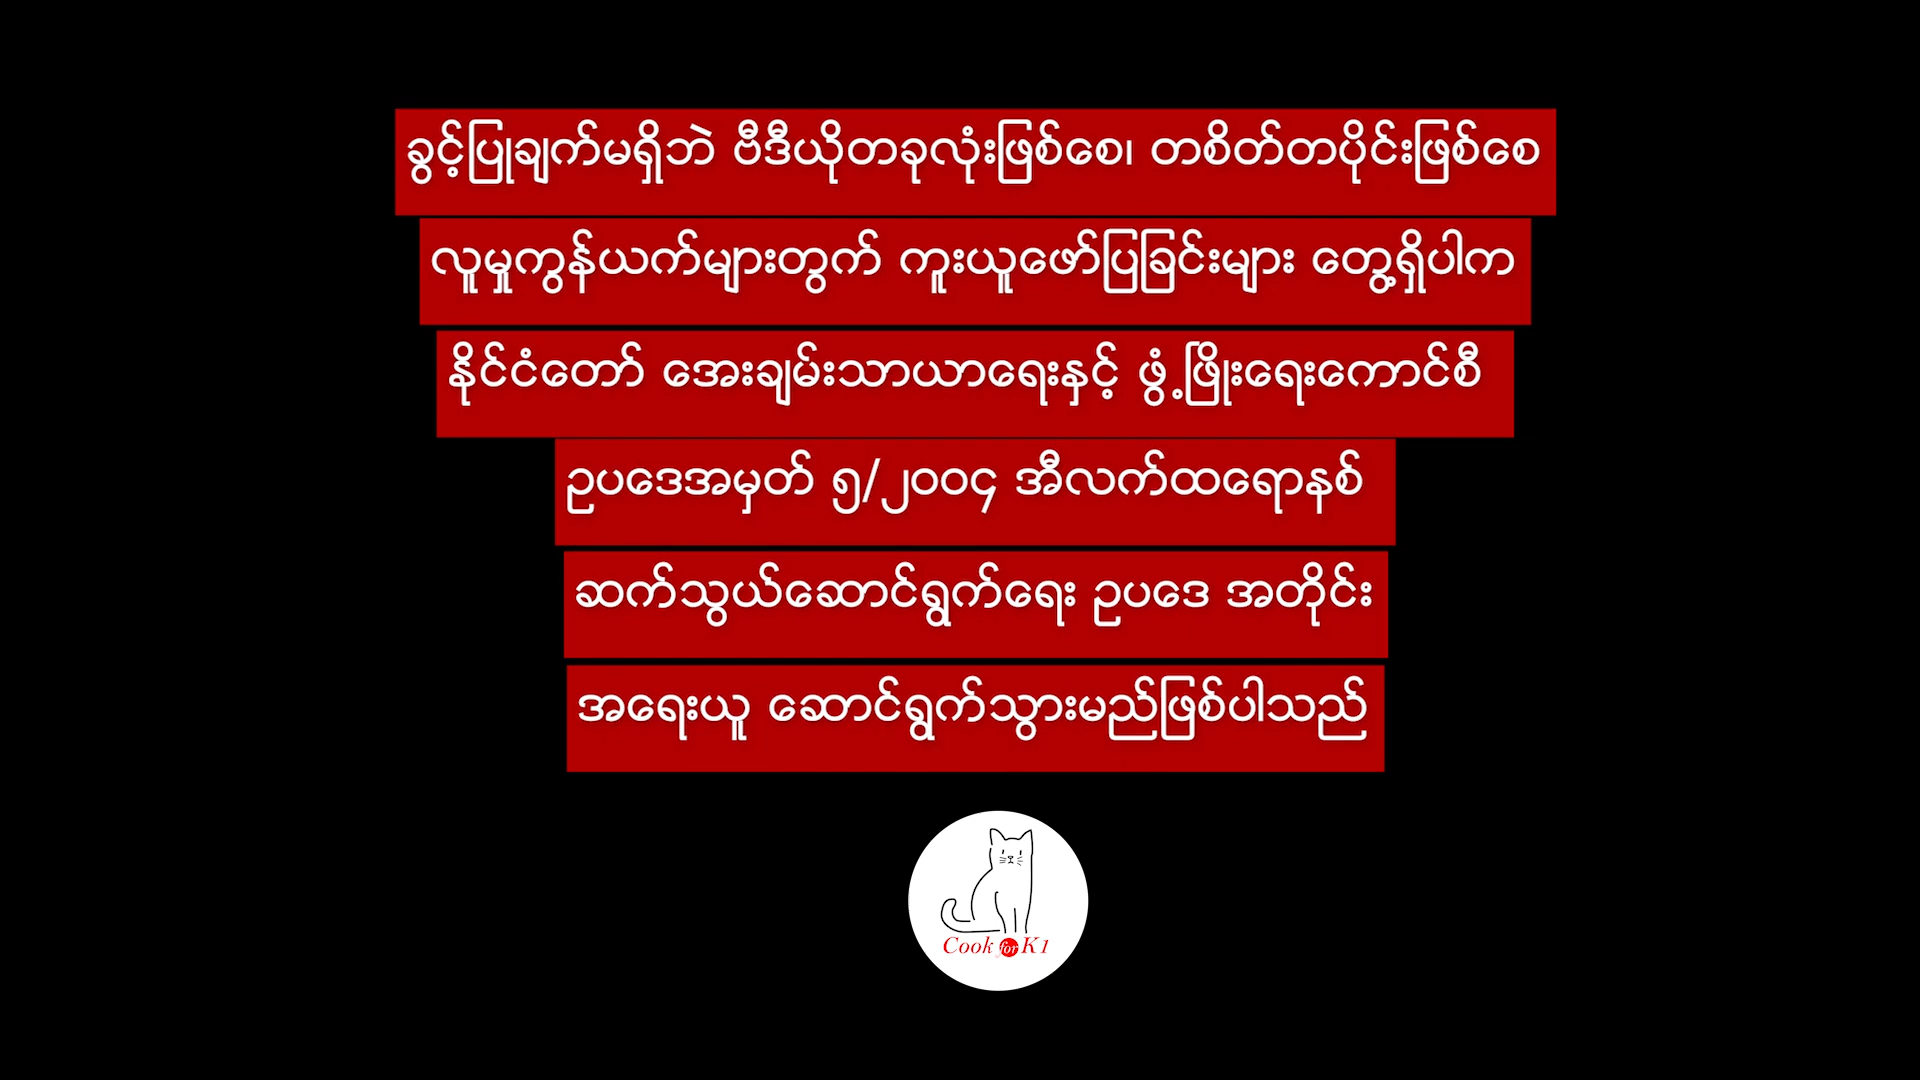 ခွင့်ပြုချက်မရှိဘဲ ဗီဒီယိုတခုလုံးဖြစ်စေ၊ တစိတ်တပိုင်းဖြစ်စေ
လူမှုကွန်ယက်များတွက် ကူးယူဖော်ပြခြင်းများ တွေ့ရှိပါက
နိုင်ငံတော် အေးချမ်းသာယာရေးနှင့် ဖွံ့ဖြိုးရေးကောင်စီ
ဥပဒေအမှတ် ၅/၂၀၀၄ အီလက်ထရောနစ်
ဆက်သွယ်ဆောင်ရွက်ရေး ဥပဒေ အတိုင်း
အရေးယူ ဆောင်ရွက်သွားမည်ဖြစ်ပါသည်
Cook for K1